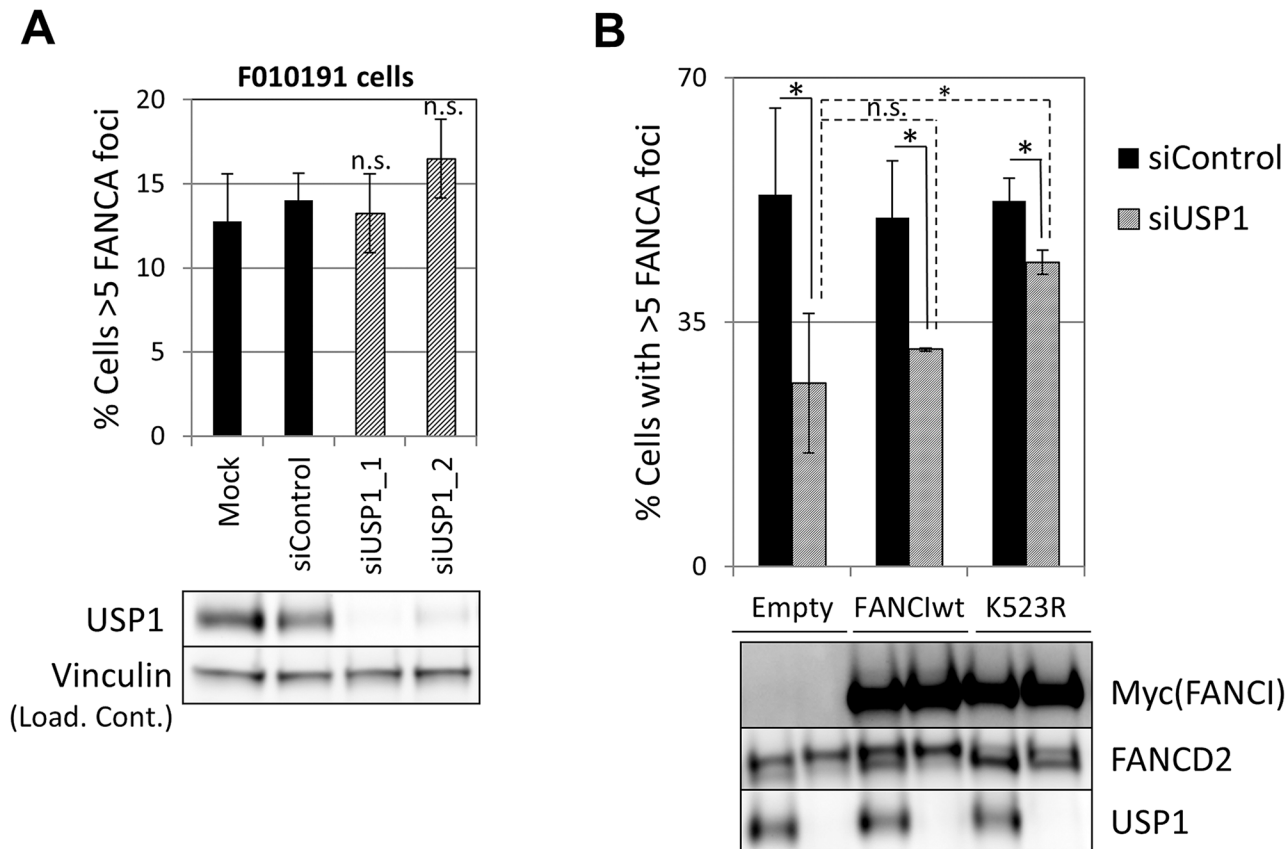 A
F010191 cells
% Cells >5 FANCA foci
20
15
10
5
0
n.s.
n.s.
Mock
siControl
siUSP1_1
siUSP1_2
USP1
Vinculin
(Load. Cont.)
B
% Cells with >5 FANCA foci
70
35
0
*
*
n.s.
*
*
siControl
siUSP1
Empty
FANCIwt
K523R
Myc(FANCI)
FANCD2
USP1